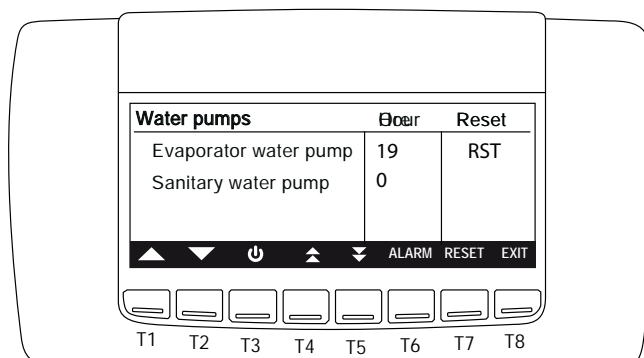 Water pumps Reset
Evaporator water pump 19 RST
Sanitary water pump 0
ALARM RESET EXIT
T1 T2 T3 T4 T5 T6 T7 T8